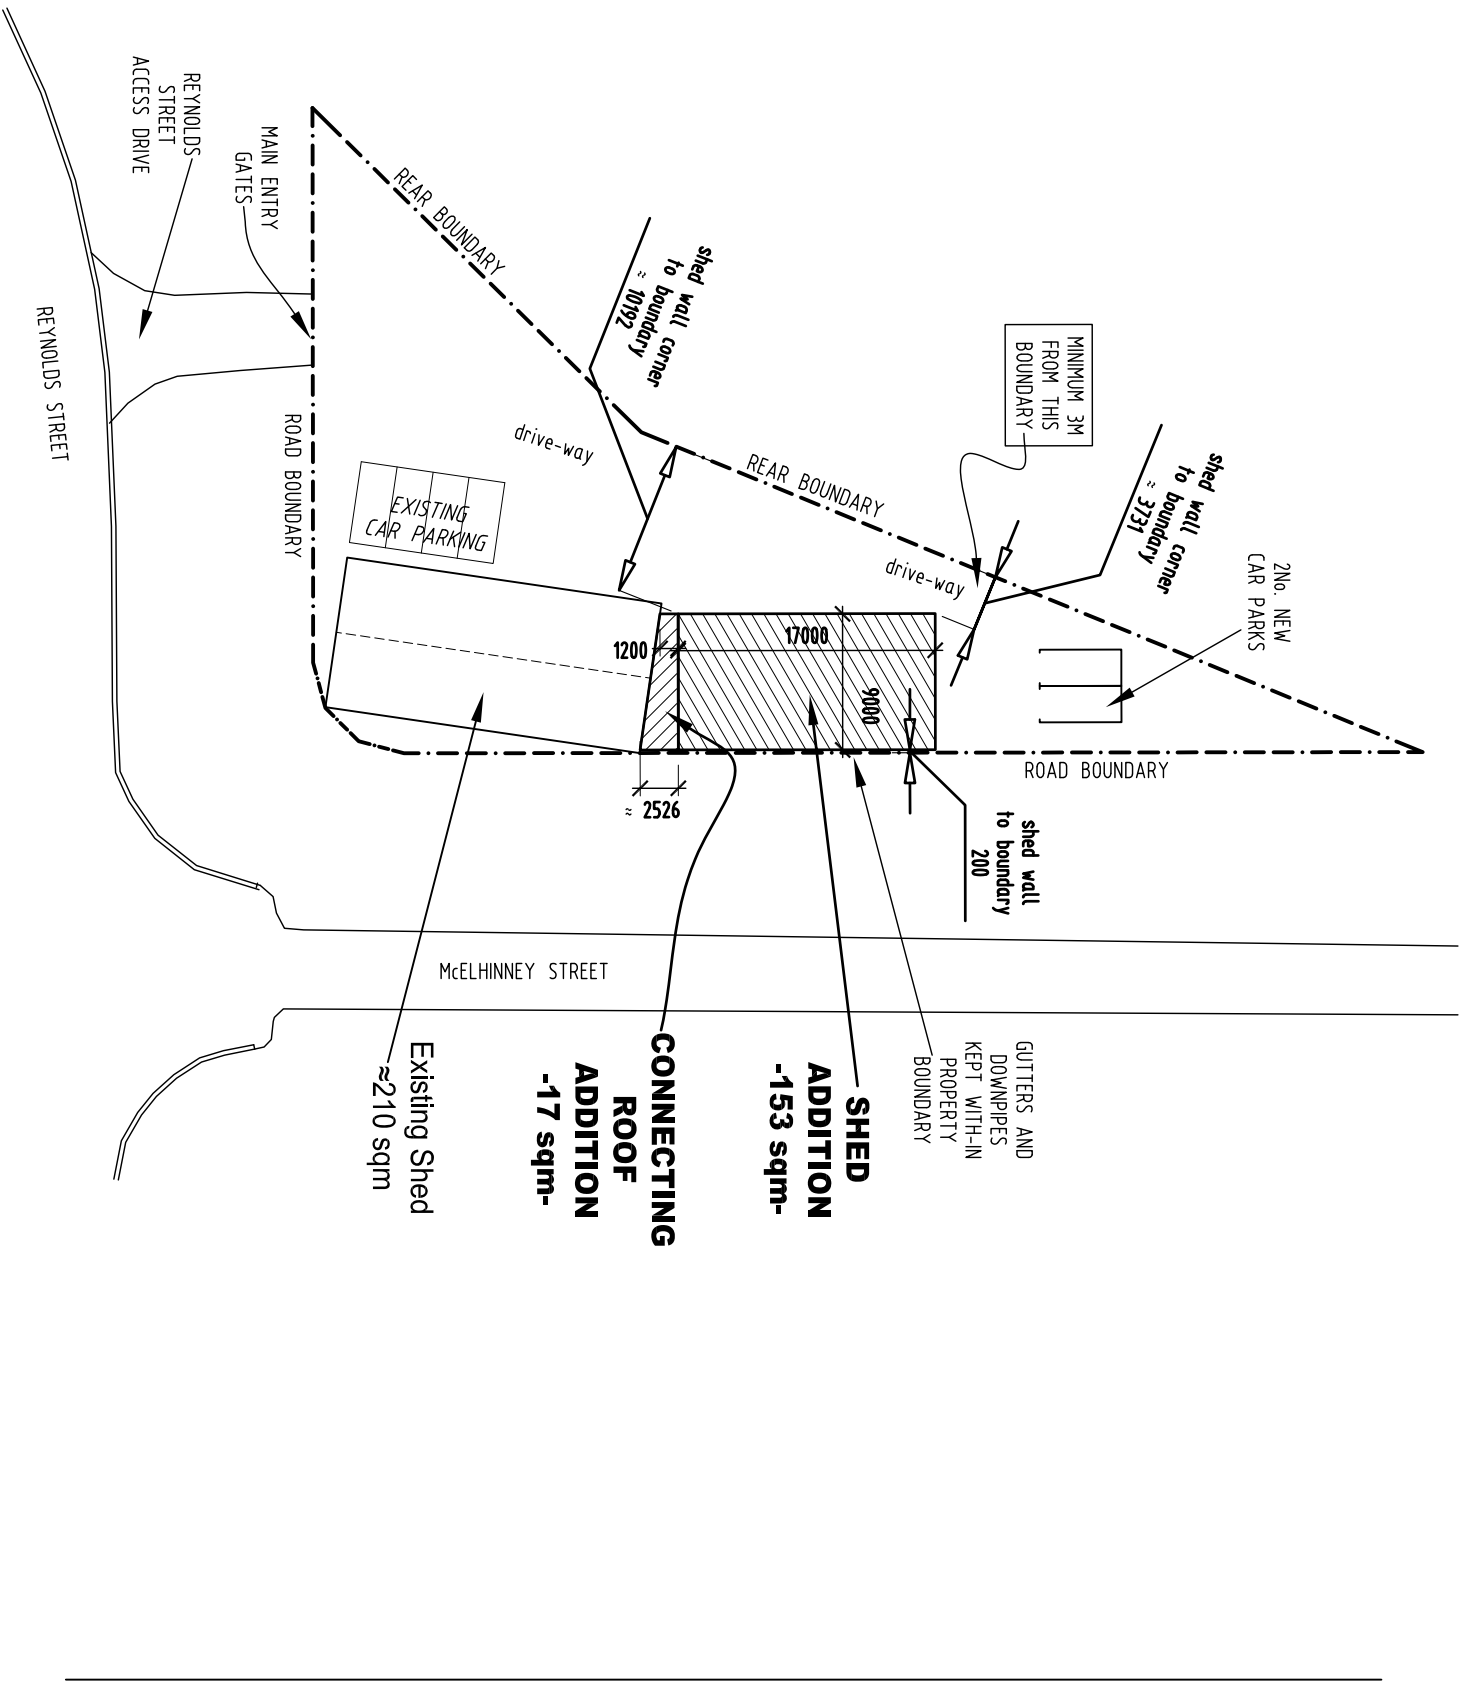 REYNOLDS
STREET
ACCESS DRIVE
MAIN ENTRY
GATES
REYNOLDS STREET
ROAD BOUNDARY
REAR BOUNDARY
shed wall corner
to boundary
≈ 10192
drive-way
EXISTING
CAR PARKING
REAR BOUNDARY
MINIMUM 3M
FROM THIS
BOUNDARY
shed wall corner
to boundary
≈ 3731
drive-way
2No. NEW
CAR PARKS
1200
17000
9000
≈ 2526
ROAD BOUNDARY
shed wall
to boundary
200
McELHINNEY STREET
GUTTERS AND
DOWNPIPES
KEPT WITH-IN
PROPERTY
BOUNDARY
SHED
ADDITION
-153 sqm-
CONNECTING
ROOF
ADDITION
-17 sqm-
Existing Shed
≈210 sqm